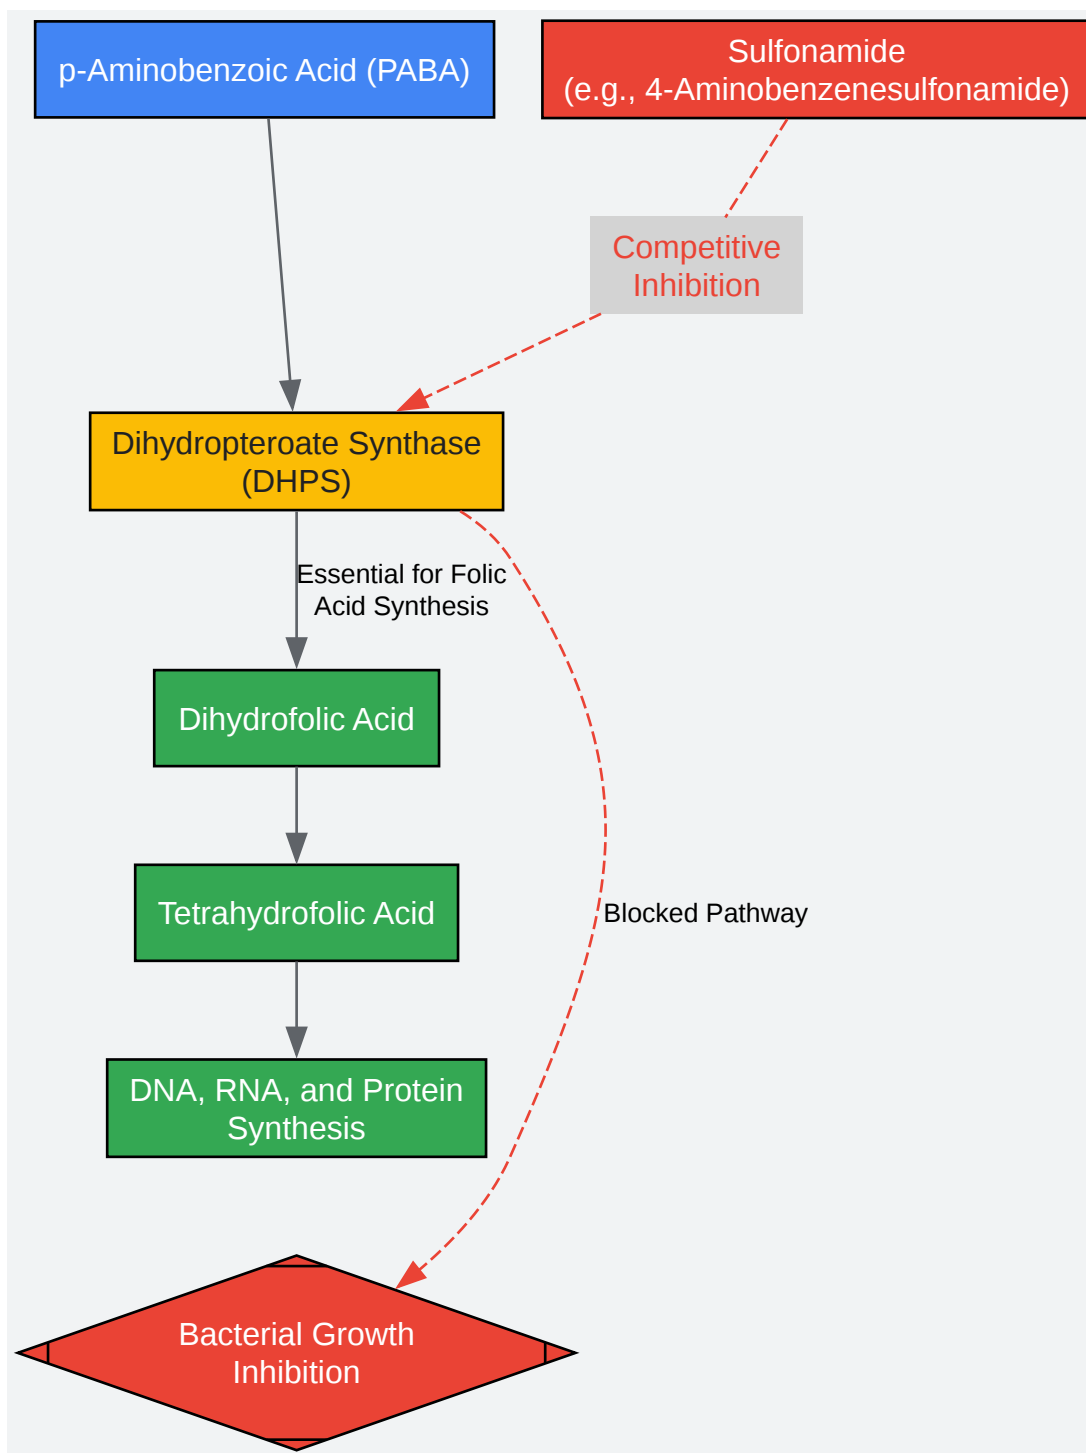 p-Aminobenzoic Acid (PABA)
Sulfonamide
(e.g., 4-Aminobenzenesulfonamide)
Competitive
Inhibition
Dihydropteroate Synthase
(DHPS)
Essential for Folic
Acid Synthesis
Dihydrofolic Acid
Tetrahydrofolic Acid
Blocked Pathway
DNA, RNA, and Protein
Synthesis
Bacterial Growth
Inhibition